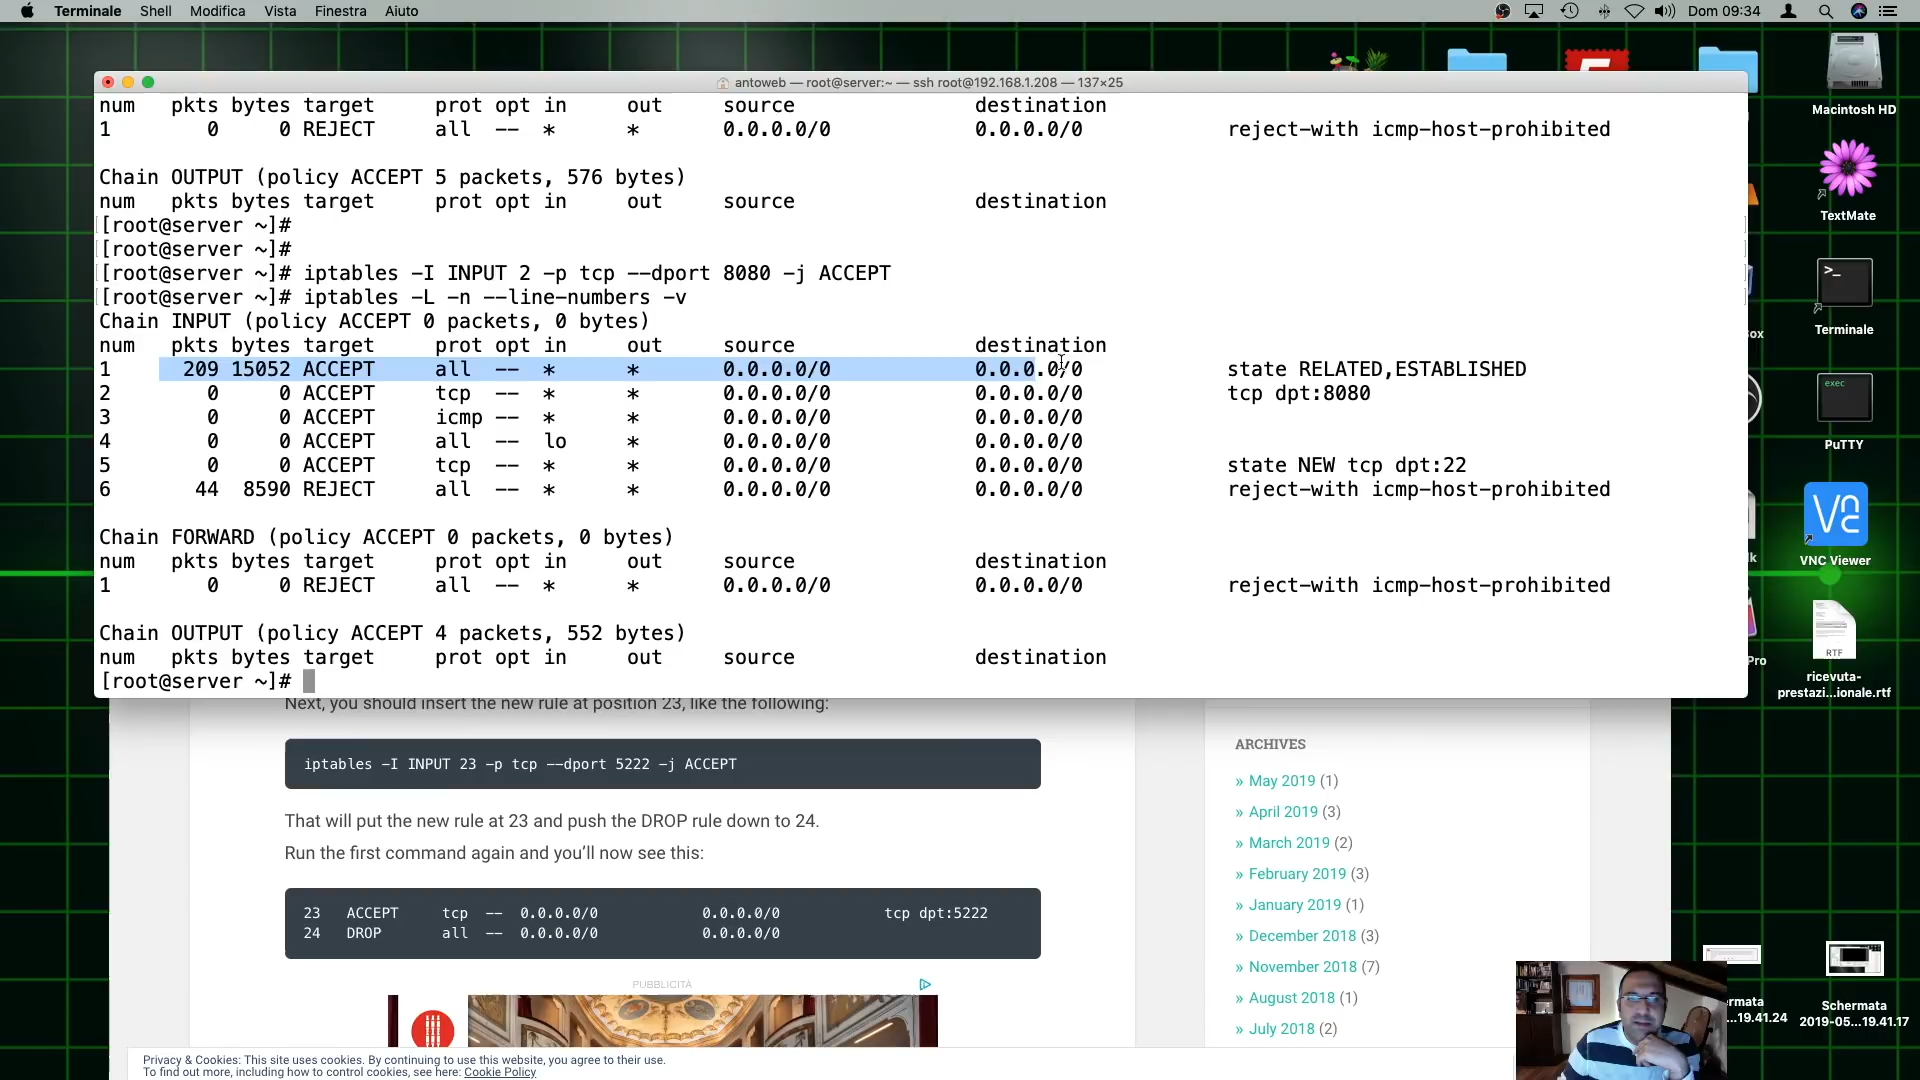 Terminale Shell Modifica Vista Finestra Aiuto
Dom 09:34
antoweb — root@server:~ — ssh root@192.168.1.208 — 137×25
num pkts bytes target prot opt in out source destination
1 0 0 REJECT all -- * * 0.0.0.0/0 0.0.0.0/0 reject-with icmp-host-prohibited
Chain OUTPUT (policy ACCEPT 5 packets, 576 bytes)
num pkts bytes target prot opt in out source destination
[[root@server ~]#
[[root@server ~]#
[[root@server ~]# iptables -I INPUT 2 -p tcp --dport 8080 -j ACCEPT
[[root@server ~]# iptables -L -n --line-numbers -v
Chain INPUT (policy ACCEPT 0 packets, 0 bytes)
num pkts bytes target prot opt in out source destination
1 209 15052 ACCEPT all -- * * 0.0.0.0/0 0.0.0.0/0 state RELATED,ESTABLISHED
2 0 0 ACCEPT tcp -- * * 0.0.0.0/0 0.0.0.0/0 tcp dpt:8080
3 0 0 ACCEPT icmp -- * * 0.0.0.0/0 0.0.0.0/0
4 0 0 ACCEPT all -- lo * 0.0.0.0/0 0.0.0.0/0
5 0 0 ACCEPT tcp -- * * 0.0.0.0/0 0.0.0.0/0 state NEW tcp dpt:22
6 44 8590 REJECT all -- * * 0.0.0.0/0 0.0.0.0/0 reject-with icmp-host-prohibited
Chain FORWARD (policy ACCEPT 0 packets, 0 bytes)
num pkts bytes target prot opt in out source destination
1 0 0 REJECT all -- * * 0.0.0.0/0 0.0.0.0/0 reject-with icmp-host-prohibited
Chain OUTPUT (policy ACCEPT 4 packets, 552 bytes)
num pkts bytes target prot opt in out source destination
[root@server ~]#
Next, you should insert the new rule at position 23, like the following:
iptables -I INPUT 23 -p tcp --dport 5222 -j ACCEPT
That will put the new rule at 23 and push the DROP rule down to 24.
Run the first command again and you’ll now see this:
23 ACCEPT tcp -- 0.0.0.0/0 0.0.0.0/0 tcp dpt:5222
24 DROP all -- 0.0.0.0/0 0.0.0.0/0
PUBBLICITÀ
Privacy & Cookies: This site uses cookies. By continuing to use this website, you agree to their use.
To find out more, including how to control cookies, see here: Cookie Policy
ARCHIVES
» May 2019 (1)
» April 2019 (3)
» March 2019 (2)
» February 2019 (3)
» January 2019 (1)
» December 2018 (3)
» November 2018 (7)
» August 2018 (1)
» July 2018 (2)
Macintosh HD
TextMate
Terminale
exec
PuTTY
VNC Viewer
RTF
ricevuta-
prestazi...ionale.rtf
...19.41.24
Schermata
2019-05...19.41.17